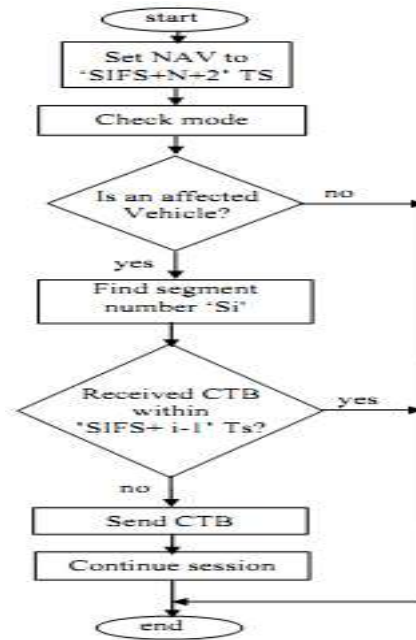 start
Set NAV to
'SIFS+N+2' TS
Check mode
Is an affected
Vehicle?
no
yes
Find segment
number 'Si'
Received CTB
within
'SIFS+ i-1' Ts?
yes
no
Send CTB
Continue session
end